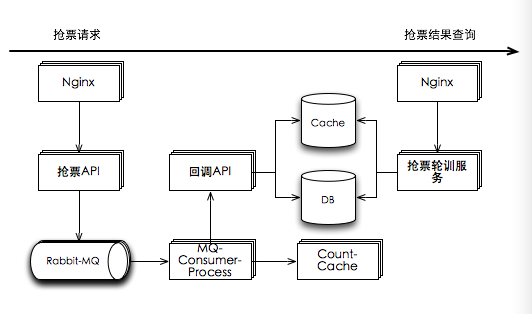 抢票请求
抢票结果查询
Nginx
Nginx
Cache
抢票API
回调API
抢票轮训服
务
DB
Rabbit-MQ
MQ-
Consumer-
Process
Count-
Cache